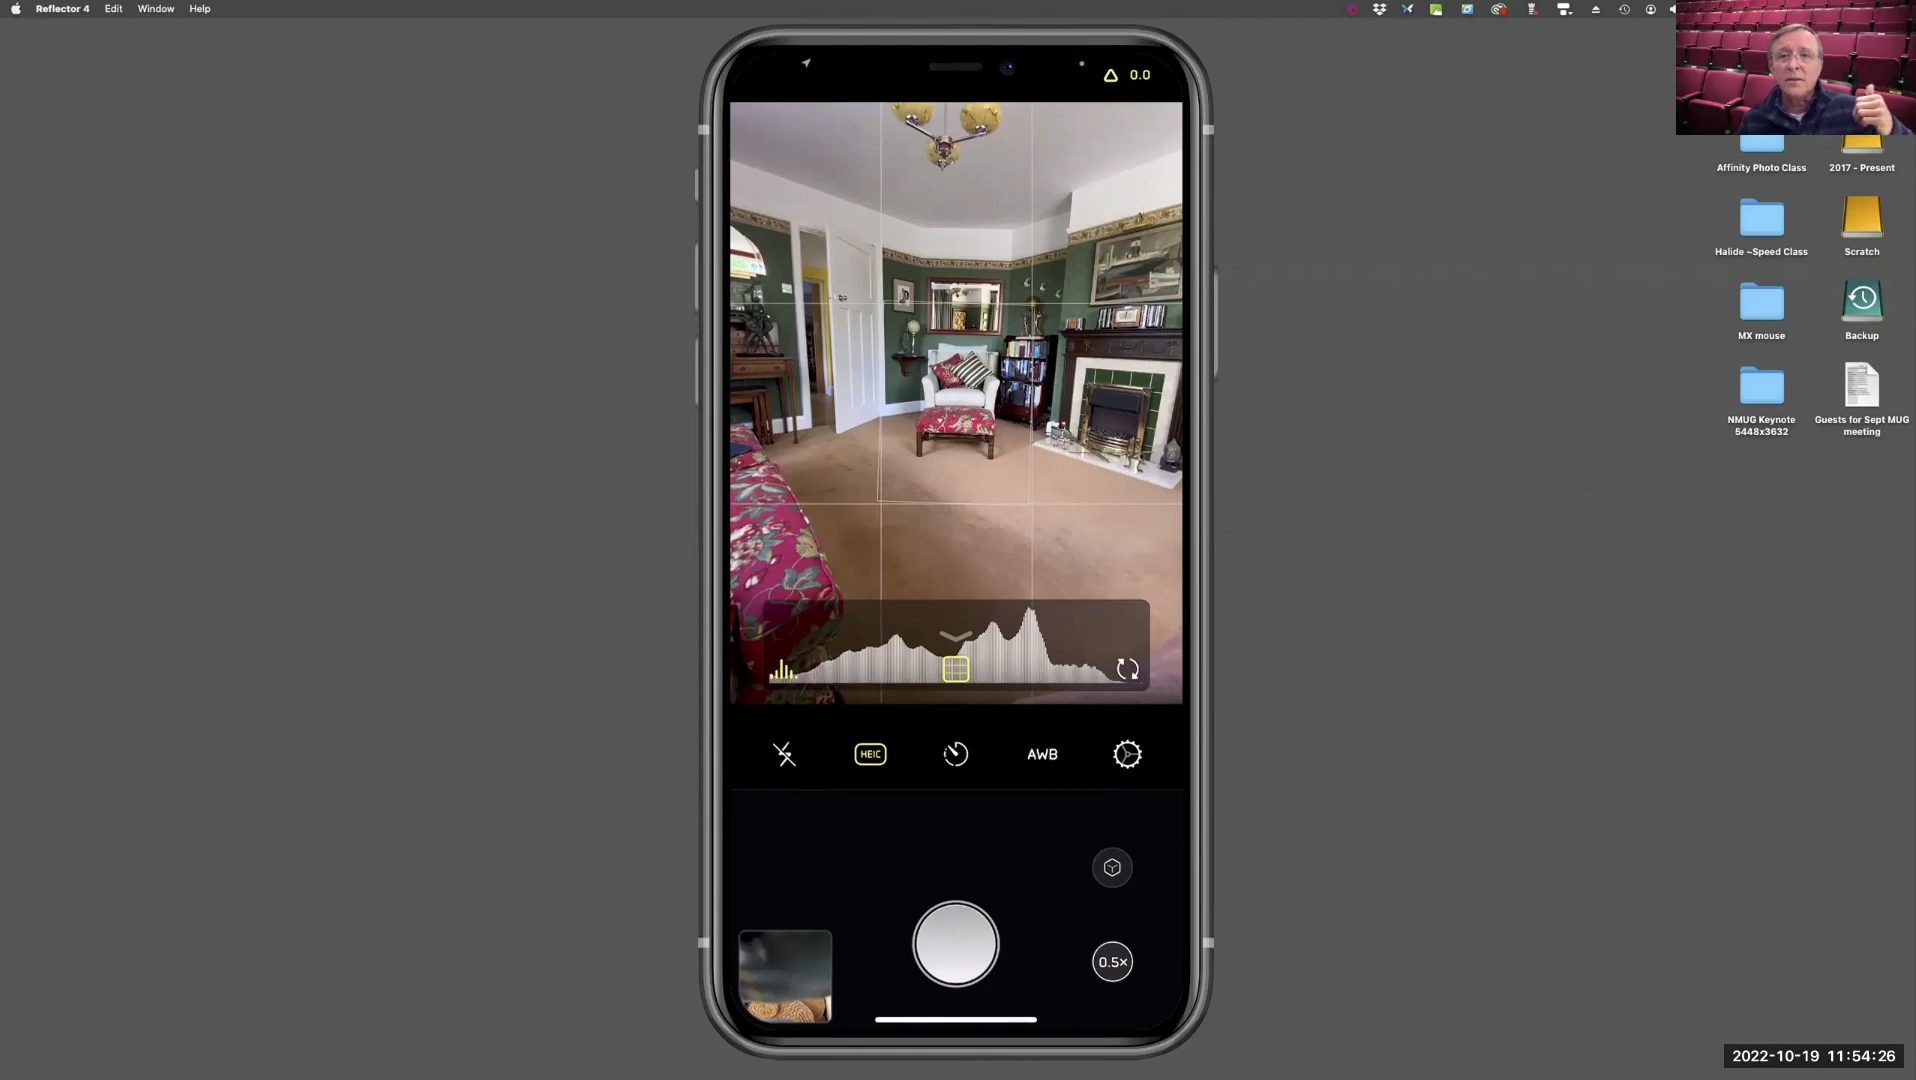 Reflector 4 Edit Window Help
0.0
Affinity Photo Class
2017 - Present
Halide ~Speed Class
Scratch
MX mouse
Backup
NMUG Keynote
5448x3632
Guests for Sept MUG
meeting
HEIC
AWB
0.5×
2022-10-19 11:54:26